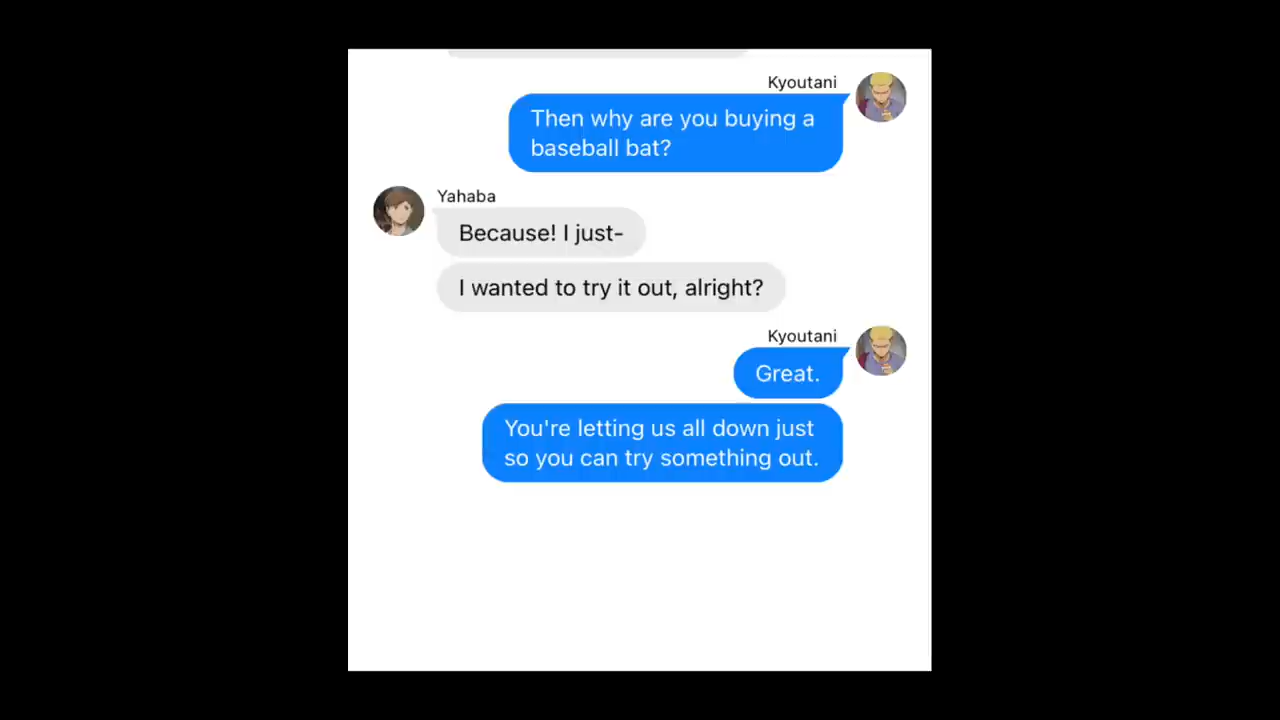 Kyoutani
Then why are you buying a
baseball bat?
Yahaba
Because! I just-
I wanted to try it out, alright?
Kyoutani
Great.
You're letting us all down just
so you can try something out.